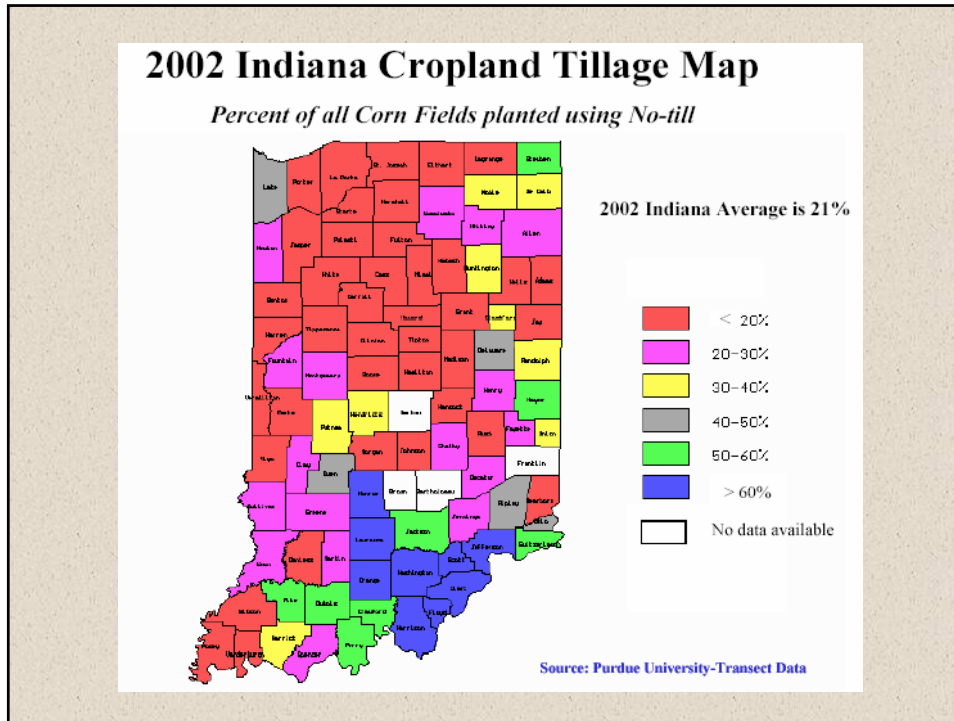 2002 Indiana Cropland Tillage Map
Percent of all Corn Fields planted using No-till
2002 Indiana Average is 21%
Lake
Porter
La Porte
St. Joseph
Elkhart
Lagrange
Steuben
Noble
De Kalb
Starke
Marshall
Kosciusko
Whitley
Allen
Newton
Jasper
Pulaski
Fulton
Wabash
Huntington
White
Cass
Miami
Wells
Adams
Benton
Carroll
Howard
Grant
Blackford
Jay
Warren
Tippecanoe
Clinton
Tipton
Madison
Delaware
Randolph
Fountain
Montgomery
Boone
Hamilton
Henry
Wayne
Vermillion
Parke
Putnam
Hendricks
Marion
Hancock
Rush
Fayette
Union
Vigo
Clay
Owen
Morgan
Johnson
Shelby
Franklin
Decatur
Sullivan
Greene
Monroe
Brown
Bartholomew
Jennings
Ripley
Dearborn
Ohio
Lawrence
Jackson
Jefferson
Switzerland
Knox
Daviess
Martin
Orange
Washington
Scott
Clark
Gibson
Pike
Dubois
Crawford
Floyd
Harrison
Posey
Vanderburgh
Warrick
Spencer
Perry
< 20%
20-30%
30-40%
40-50%
50-60%
> 60%
No data available
Source: Purdue University-Transect Data